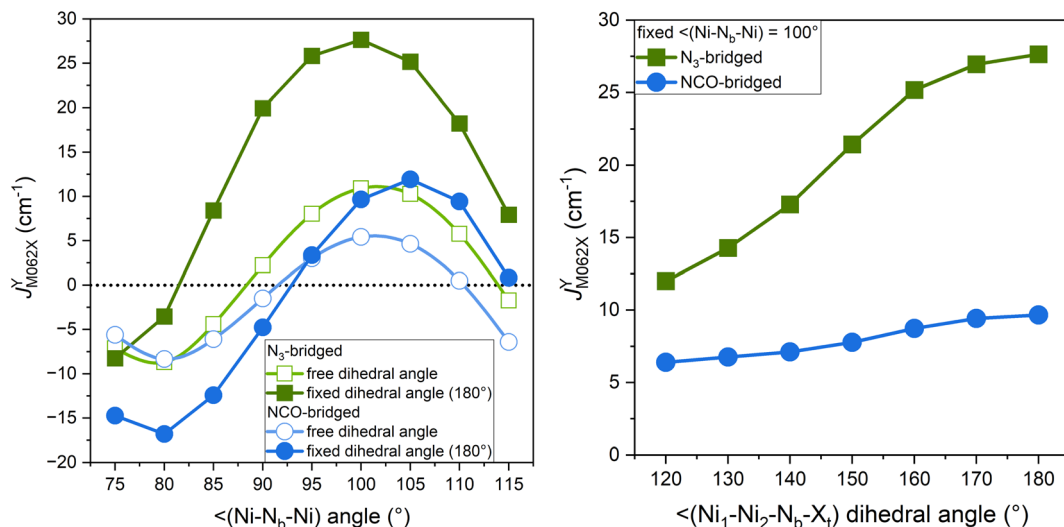 30
25
20
15
10
5
0
−5
−10
−15
−20
J^Y_M062X (cm⁻¹)
N₃-bridged
free dihedral angle
fixed dihedral angle (180°)
NCO-bridged
free dihedral angle
fixed dihedral angle (180°)
75 80 85 90 95 100 105 110 115
<(Ni-N_b-Ni) angle (°)
30
25
20
15
10
5
0
J^Y_M062X (cm⁻¹)
fixed <(Ni-N_b-Ni) = 100°
N₃-bridged
NCO-bridged
120 130 140 150 160 170 180
<(Ni₁-Ni₂-N_b-X_t) dihedral angle (°)